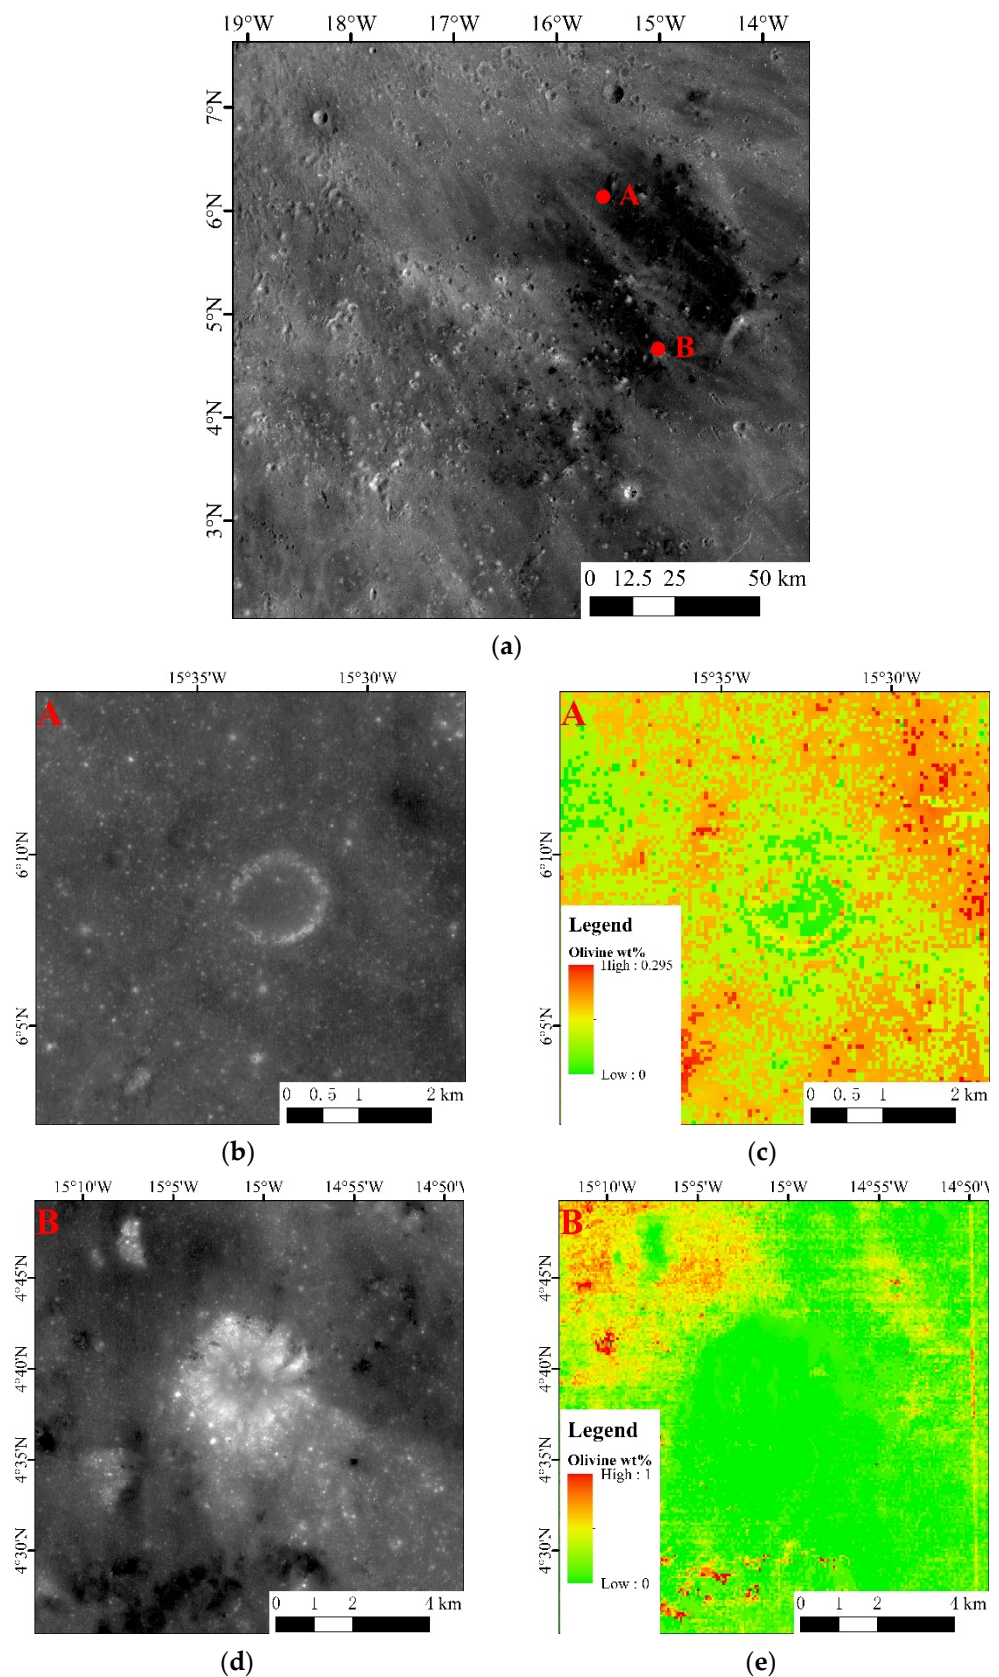 19°W 18°W 17°W 16°W 15°W 14°W
7°N
6°N
5°N
4°N
3°N
A
B
0 12.5 25 50 km
(a)
15°35'W 15°30'W
A
6°10'N
6°5'N
0 0.5 1 2 km
(b)
15°35'W 15°30'W
A
6°10'N
6°5'N
Legend
Olivine wt%
High : 0.295
Low : 0
0 0.5 1 2 km
(c)
15°10'W 15°5'W 15°0'W 14°55'W 14°50'W
B
4°45'N
4°40'N
4°35'N
4°30'N
0 1 2 4 km
(d)
15°10'W 15°5'W 15°0'W 14°55'W 14°50'W
B
4°45'N
4°40'N
4°35'N
4°30'N
Legend
Olivine wt%
High : 1
Low : 0
0 1 2 4 km
(e)